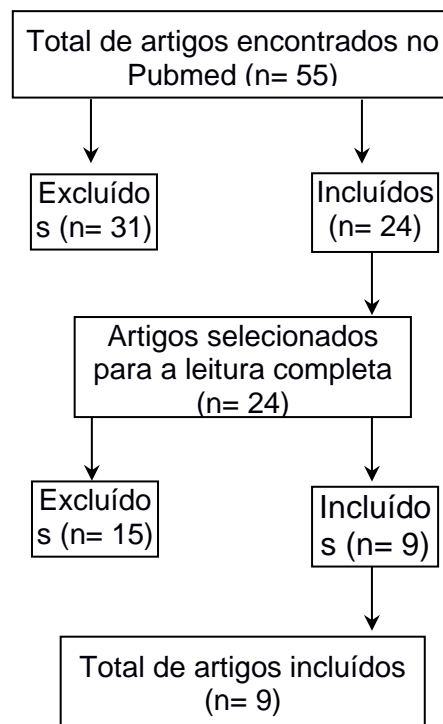 Total de artigos encontrados no
Pubmed (n= 55)
Excluído
s (n= 31)
Incluídos
(n= 24)
Artigos selecionados
para a leitura completa
(n= 24)
Excluído
s (n= 15)
Incluído
s (n= 9)
Total de artigos incluídos
(n= 9)